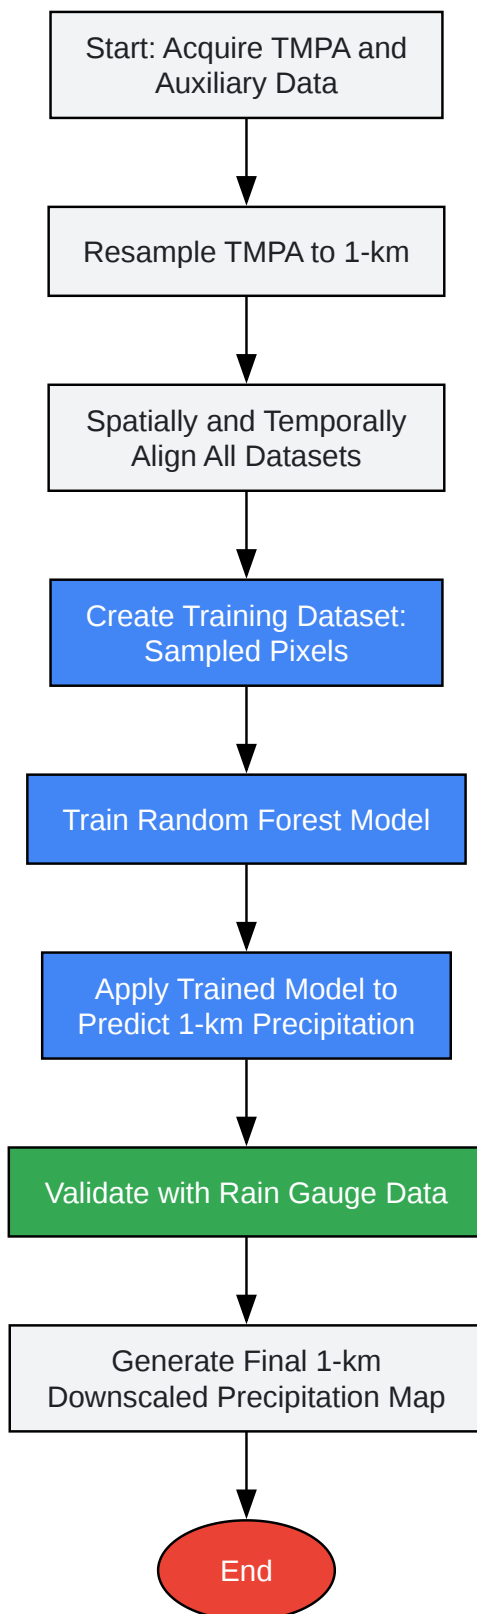 Start: Acquire TMPA and
Auxiliary Data
Resample TMPA to 1-km
Spatially and Temporally
Align All Datasets
Create Training Dataset:
Sampled Pixels
Train Random Forest Model
Apply Trained Model to
Predict 1-km Precipitation
Validate with Rain Gauge Data
Generate Final 1-km
Downscaled Precipitation Map
End